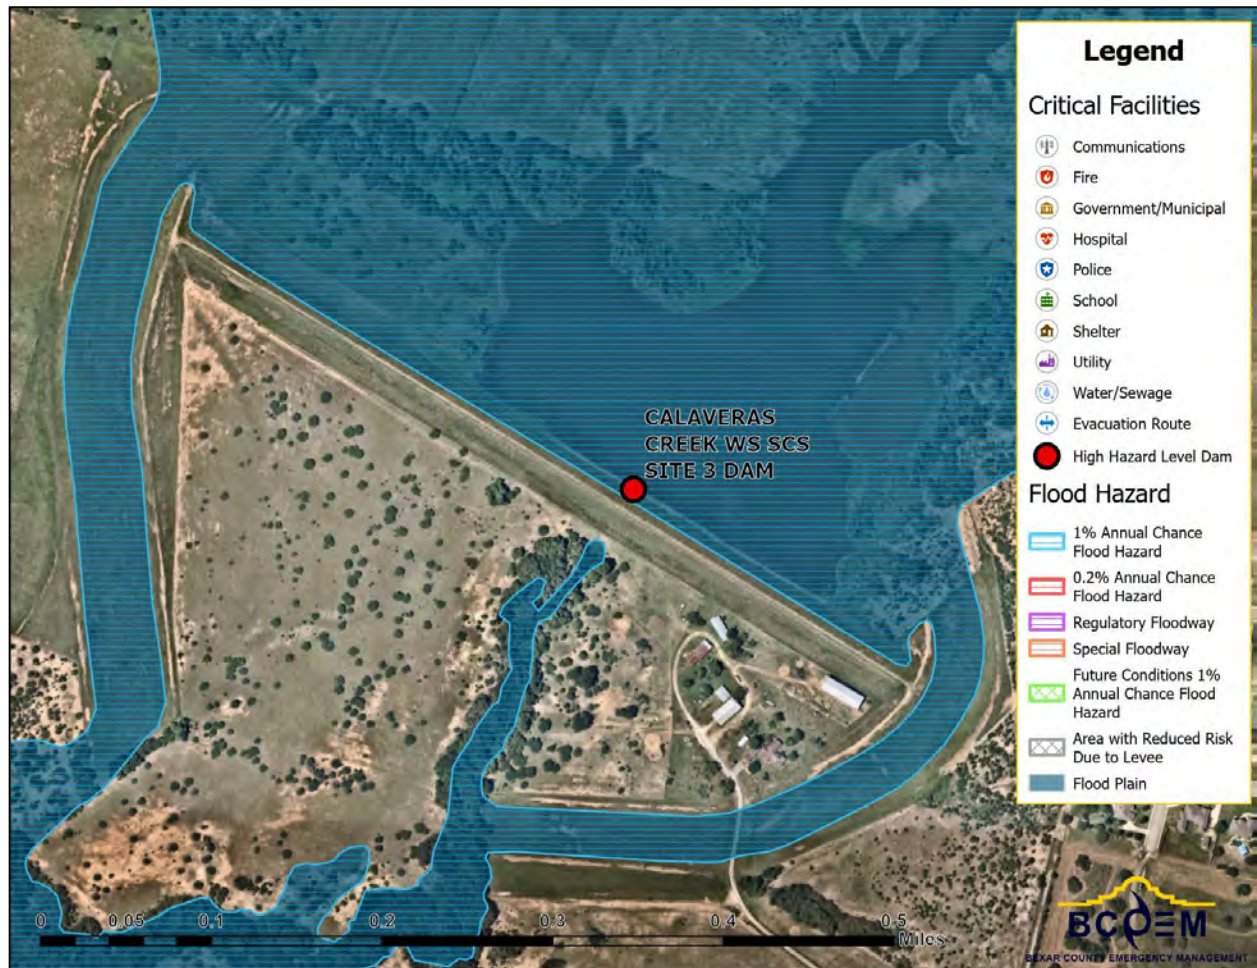 CALAVERAS
CREEK WS SCS
SITE 3 DAM
Legend
Critical Facilities
Communications
Fire
Government/Municipal
Hospital
Police
School
Shelter
Utility
Water/Sewage
Evacuation Route
High Hazard Level Dam
Flood Hazard
1% Annual Chance
Flood Hazard
0.2% Annual Chance
Flood Hazard
Regulatory Floodway
Special Floodway
Future Conditions 1%
Annual Chance Flood
Hazard
Area with Reduced Risk
Due to Levee
Flood Plain
0 0.05 0.1 0.2 0.3 0.4 0.5
Miles
BCOEM
BEXAR COUNTY EMERGENCY MANAGEMENT